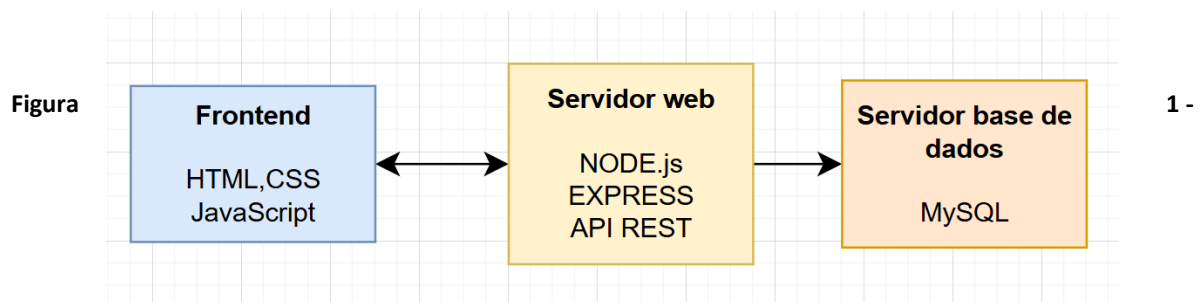 Figura
Frontend
HTML,CSS
JavaScript
Servidor web
NODE.js
EXPRESS
API REST
Servidor base de
dados
MySQL
1 -